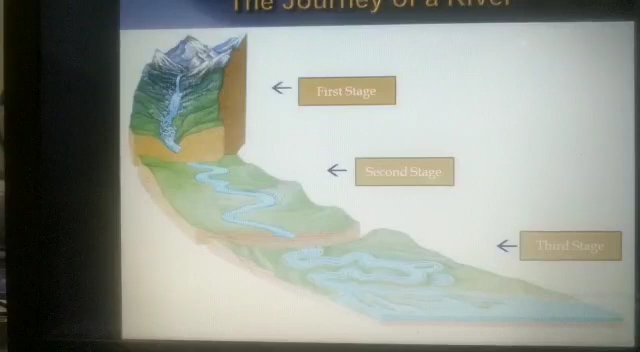 The Journey of a River
First Stage
Second Stage
Third Stage